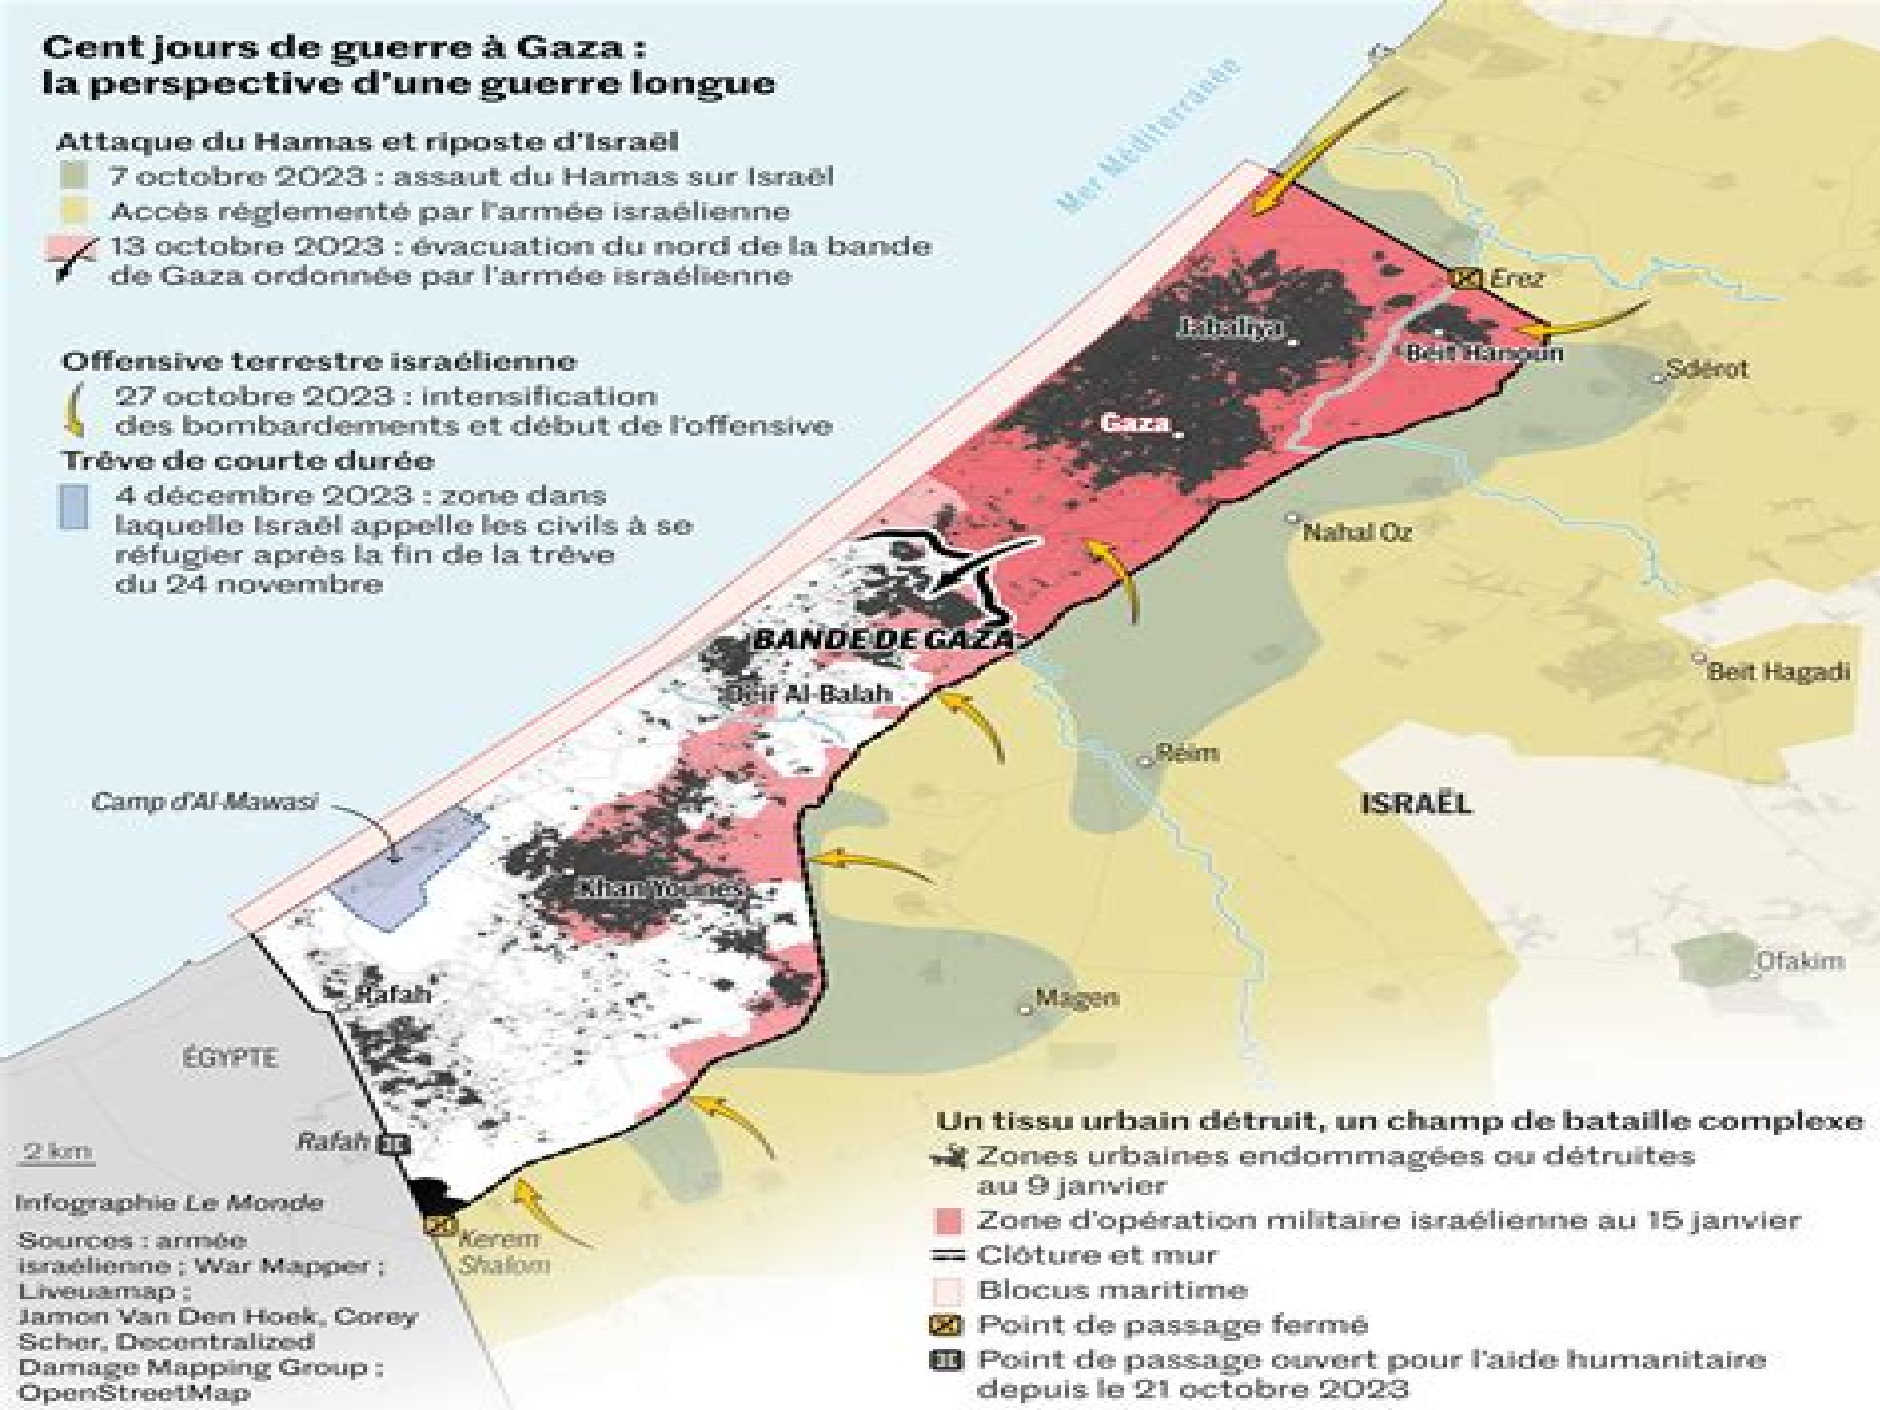 Cent jours de guerre à Gaza :
la perspective d'une guerre longue
Attaque du Hamas et riposte d'Israël
7 octobre 2023 : assaut du Hamas sur Israël
Accès réglementé par l'armée israélienne
13 octobre 2023 : évacuation du nord de la bande
de Gaza ordonnée par l'armée israélienne
Offensive terrestre israélienne
27 octobre 2023 : intensification
des bombardements et début de l'offensive
Trêve de courte durée
4 décembre 2023 : zone dans
laquelle Israël appelle les civils à se
réfugier après la fin de la trêve
du 24 novembre
Mer Méditerranée
Erez
Jabaliya
Beit Hanoun
Sdérot
Gaza
Nahal Oz
BANDE DE GAZA
Beit Hagadi
Deir Al-Balah
Réim
Camp d'Al-Mawasi
ISRAËL
Khan Younès
Ofakim
Rafah
Magen
ÉGYPTE
Rafah
2 km
Kerem
Shalom
Infographie Le Monde
Sources : armée
israélienne ; War Mapper ;
Liveuamap ;
Jamon Van Den Hoek, Corey
Scher, Decentralized
Damage Mapping Group ;
OpenStreetMap
Un tissu urbain détruit, un champ de bataille complexe
Zones urbaines endommagées ou détruites
au 9 janvier
Zone d'opération militaire israélienne au 15 janvier
Clôture et mur
Blocus maritime
Point de passage fermé
Point de passage ouvert pour l'aide humanitaire
depuis le 21 octobre 2023